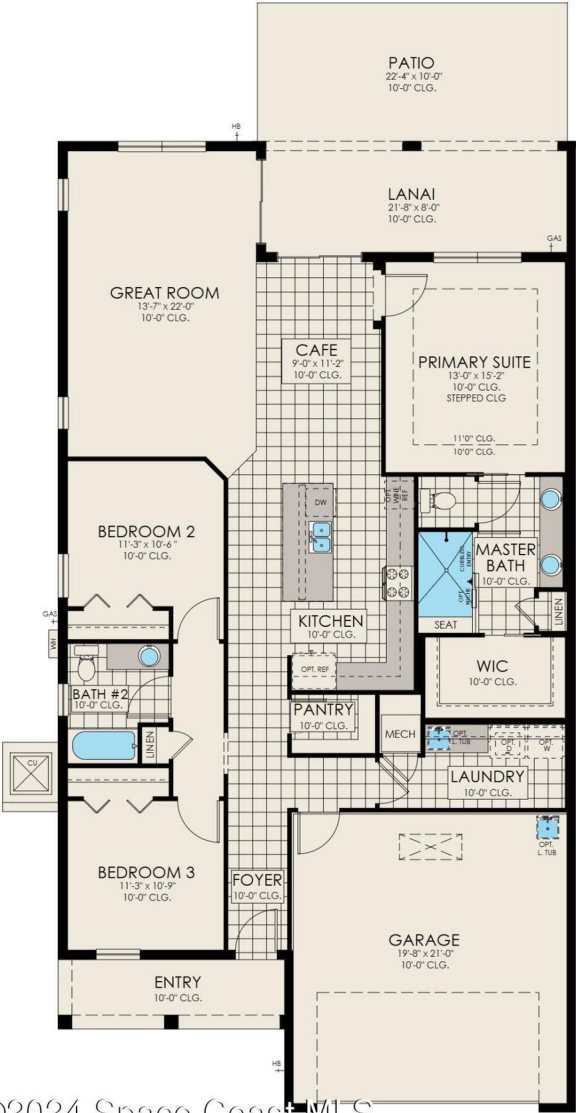 PATIO
22'-4" x 10'-0"
10'-0" CLG.
HB
LANAI
21'-8" x 8'-0"
10'-0" CLG.
GAS
GREAT ROOM
13'-7" x 22'-0"
10'-0" CLG.
CAFE
9'-0" x 11'-2"
10'-0" CLG.
PRIMARY SUITE
13'-0" x 15'-2"
10'-0" CLG.
STEPPED CLG
11'0" CLG.
10'0" CLG.
OPT.
WINE
REF
DW
BEDROOM 2
11'-3" x 10'-6"
10'-0" CLG.
MASTER
BATH
10'-0" CLG.
CURBLESS
ENTRY
OPT.
SEAT
LINEN
GAS
WH
KITCHEN
10'-0" CLG.
OPT. REF
WIC
10'-0" CLG.
BATH #2
10'-0" CLG.
LINEN
PANTRY
10'-0" CLG.
MECH
OPT.
L. TUB
OPT.
D
OPT.
W
LAUNDRY
10'-0" CLG.
CU
OPT.
L. TUB
BEDROOM 3
11'-3" x 10'-9"
10'-0" CLG.
FOYER
10'-0" CLG.
GARAGE
19'-8" x 21'-0"
10'-0" CLG.
ENTRY
10'-0" CLG.
HB
2024 Space Coast MLS